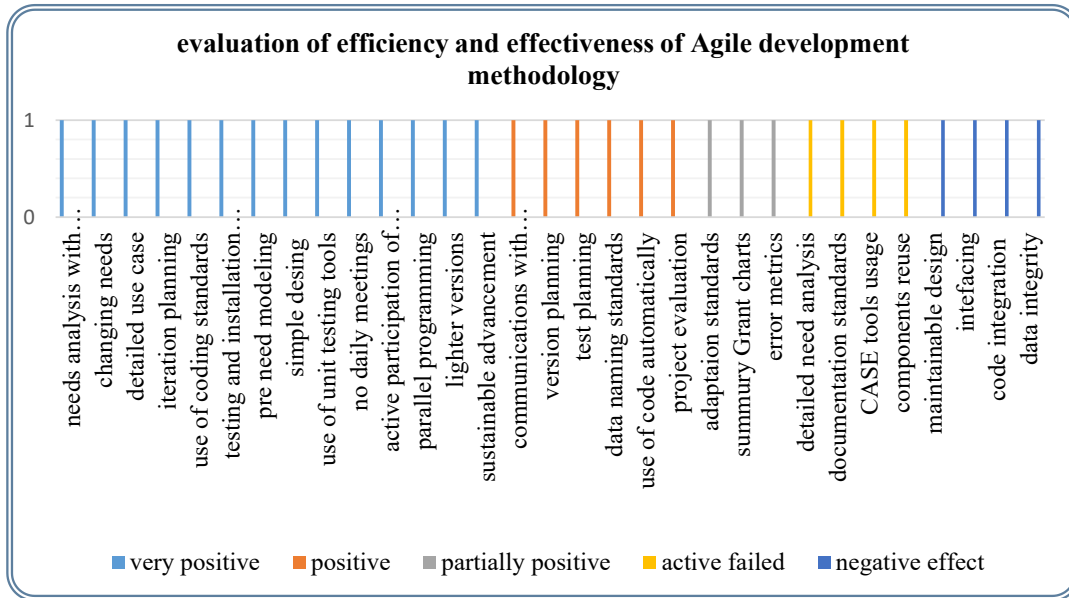 evaluation of efficiency and effectiveness of Agile development
methodology
1
0
needs analysis with…
changing needs
detailed use case
iteration planning
use of coding standards
testing and installation…
pre need modeling
simple desing
use of unit testing tools
no daily meetings
active participation of…
parallel programming
lighter versions
sustainable advancement
communications with…
version planning
test planning
data naming standards
use of code automatically
project evaluation
adaption standards
summury Grant charts
error metrics
detailed need analysis
documentation standards
CASE tools usage
components reuse
maintainable design
intefacing
code integration
data integrity
very positive
positive
partially positive
active failed
negative effect